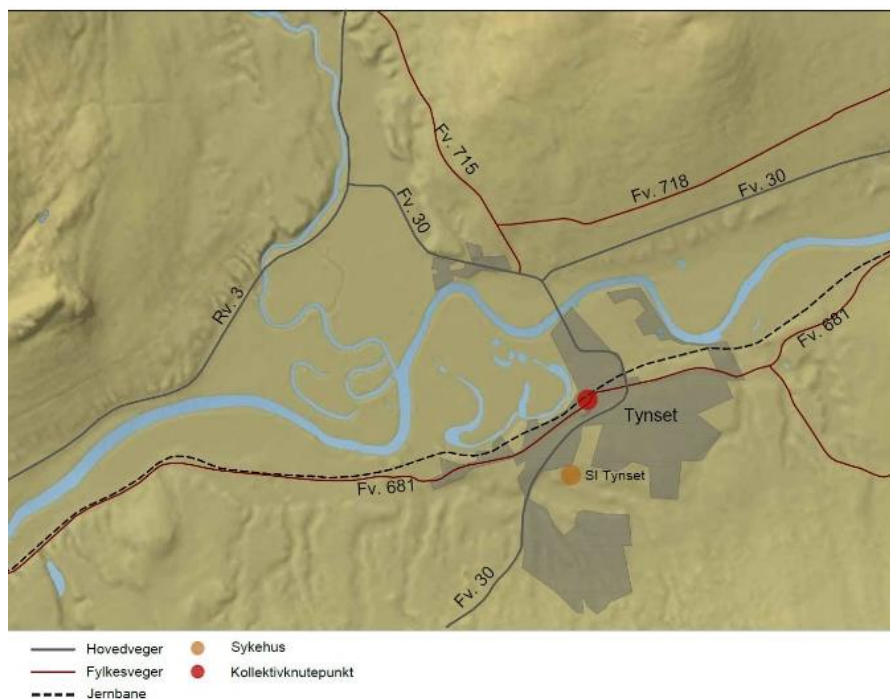 Fv. 715
Fv. 718
Fv. 30
Fv. 30
Rv. 3
Fv. 681
Tynset
SI Tynset
Fv. 681
Fv. 30
Hovedveger
Sykehus
Fylkesveger
Kollektivknutepunkt
Jernbane